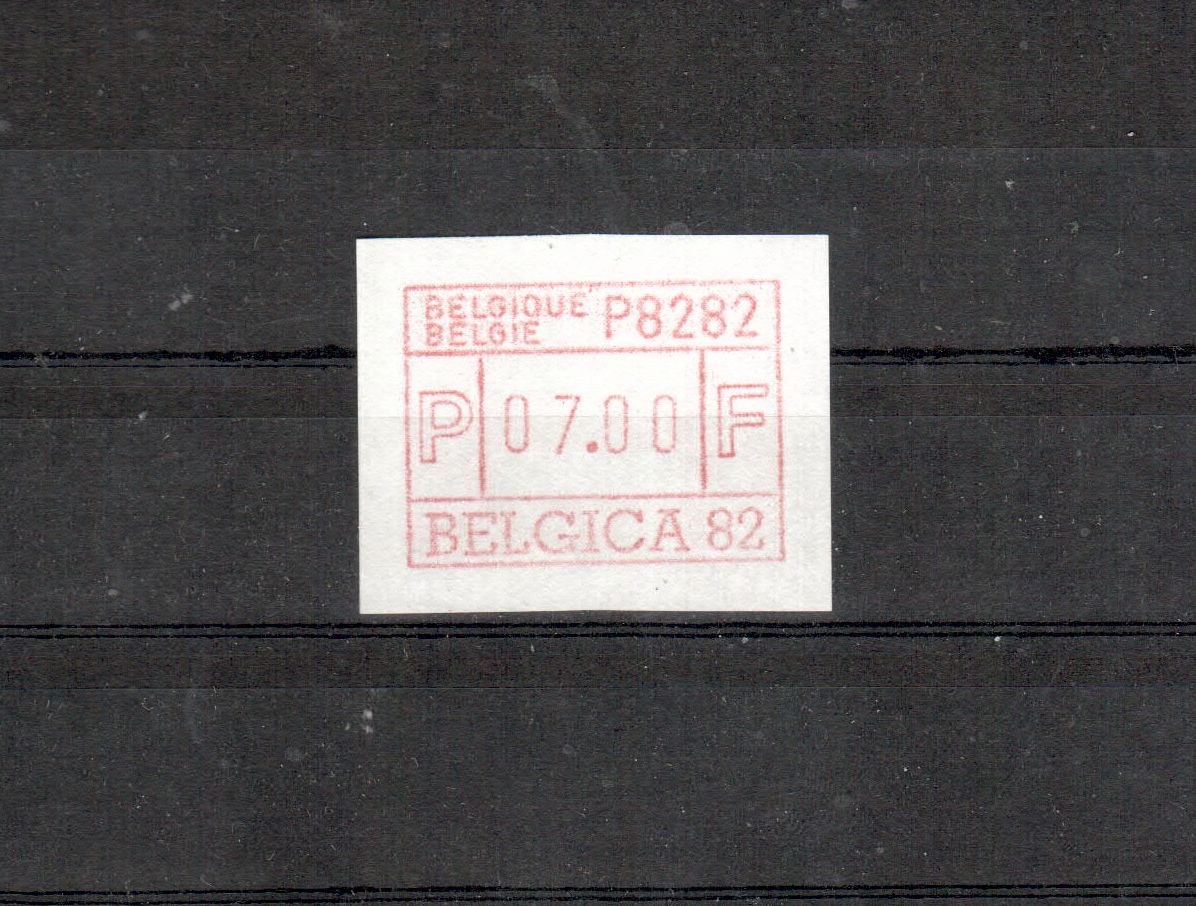 BELGIQUE P8282
BELGIE
P 07.00 F
BELGICA 82